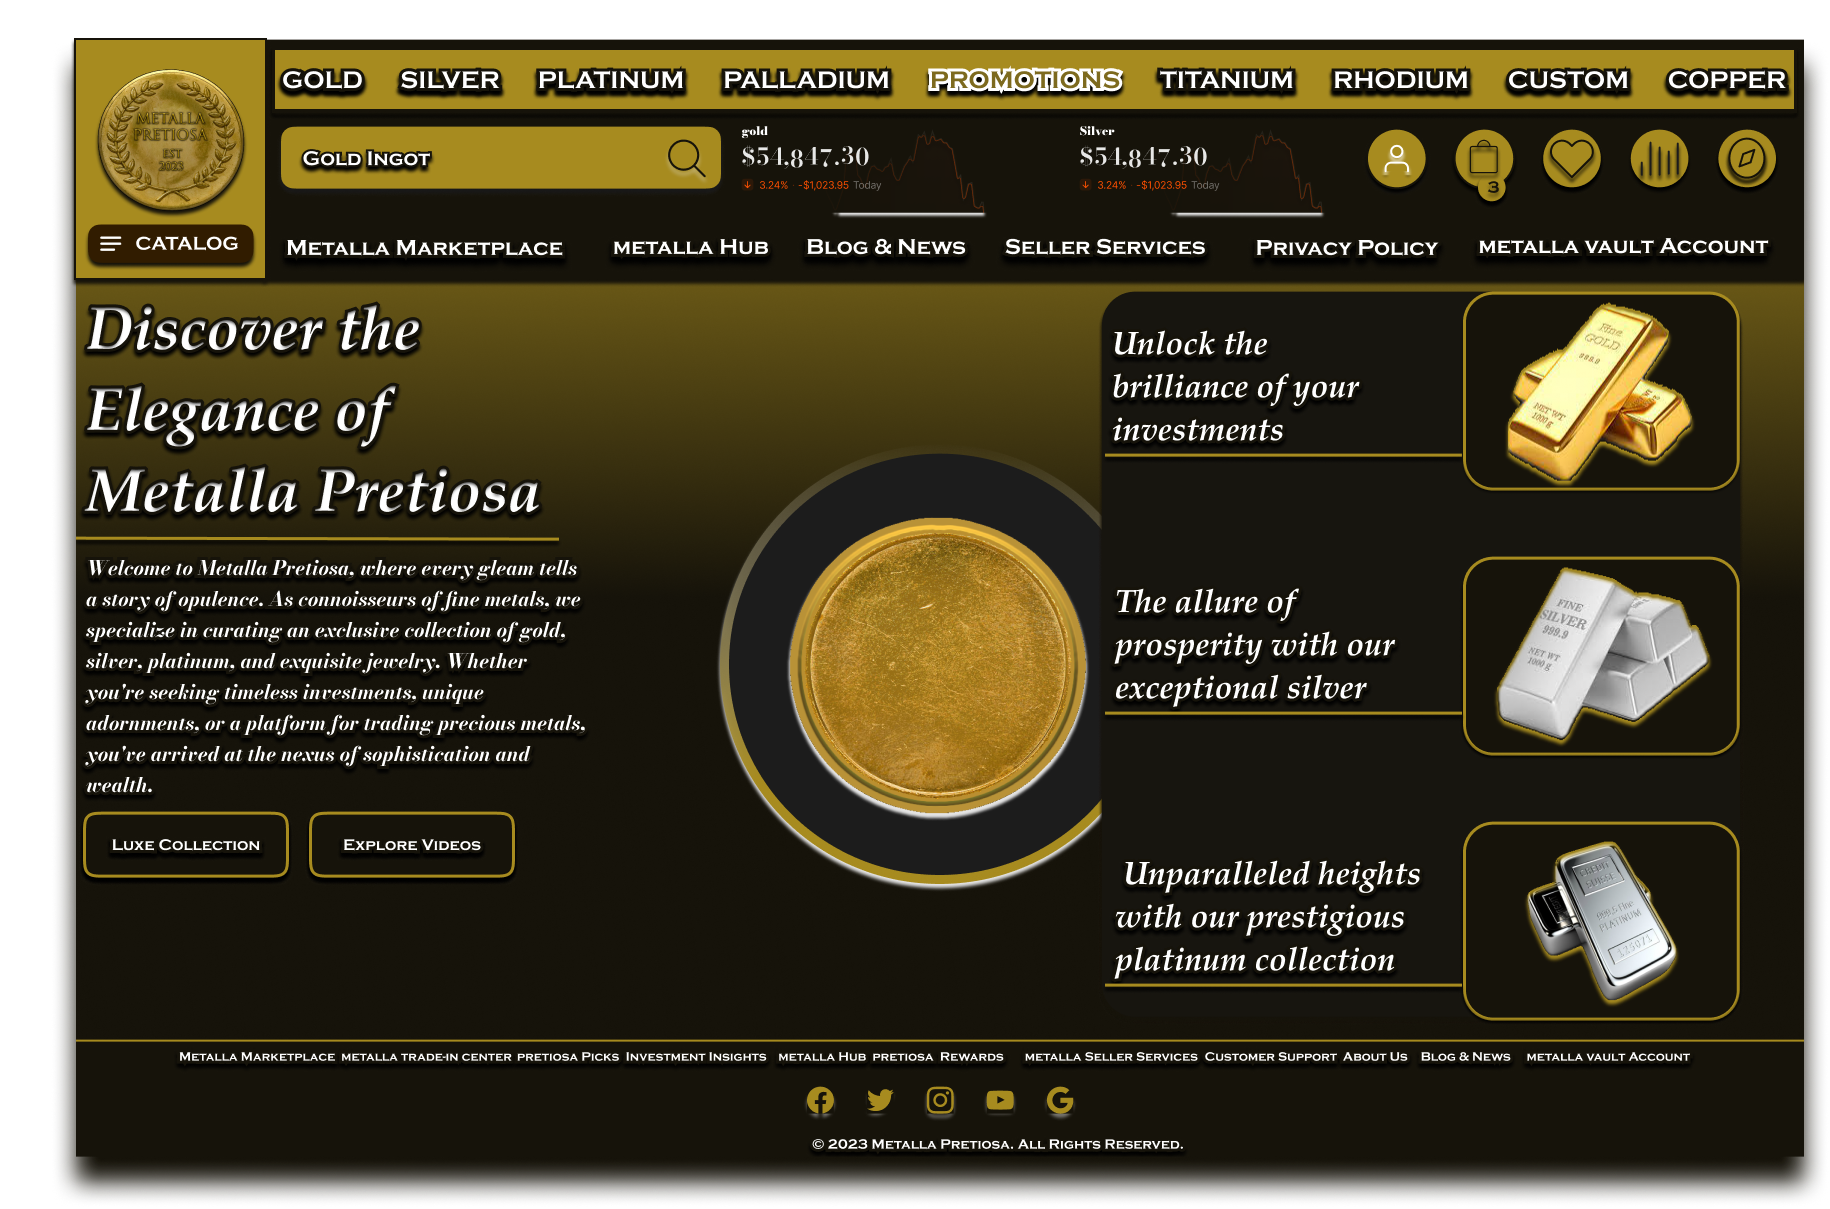 GOLD SILVER PLATINUM PALLADIUM PROMOTIONS TITANIUM RHODIUM CUSTOM COPPER
METALLA
PRETIOSA
EST
2023
CATALOG
Gold Ingot
gold
$54,847.30
3.24% -$1,023.95 Today
Silver
$54,847.30
3.24% -$1,023.95 Today
3
Metalla Marketplace metalla Hub Blog & News Seller Services Privacy Policy metalla vault Account
Discover the
Elegance of
Metalla Pretiosa
Welcome to Metalla Pretiosa, where every gleam tells
a story of opulence. As connoisseurs of fine metals, we
specialize in curating an exclusive collection of gold,
silver, platinum, and exquisite jewelry. Whether
you're seeking timeless investments, unique
adornments, or a platform for trading precious metals,
you've arrived at the nexus of sophistication and
wealth.
Luxe Collection Explore Videos
Unlock the
brilliance of your
investments
Fine
GOLD
999.9
NET WT
1000 g
The allure of
prosperity with our
exceptional silver
FINE
SILVER
999.9
NET WT
1000 g
Unparalleled heights
with our prestigious
platinum collection
CREDIT
SUISSE
999,5 Fine
PLATINUM
Metalla Marketplace metalla trade-in center pretiosa Picks Investment Insights metalla Hub pretiosa Rewards metalla Seller Services Customer Support About Us Blog & News metalla vault Account
© 2023 Metalla Pretiosa. All Rights Reserved.